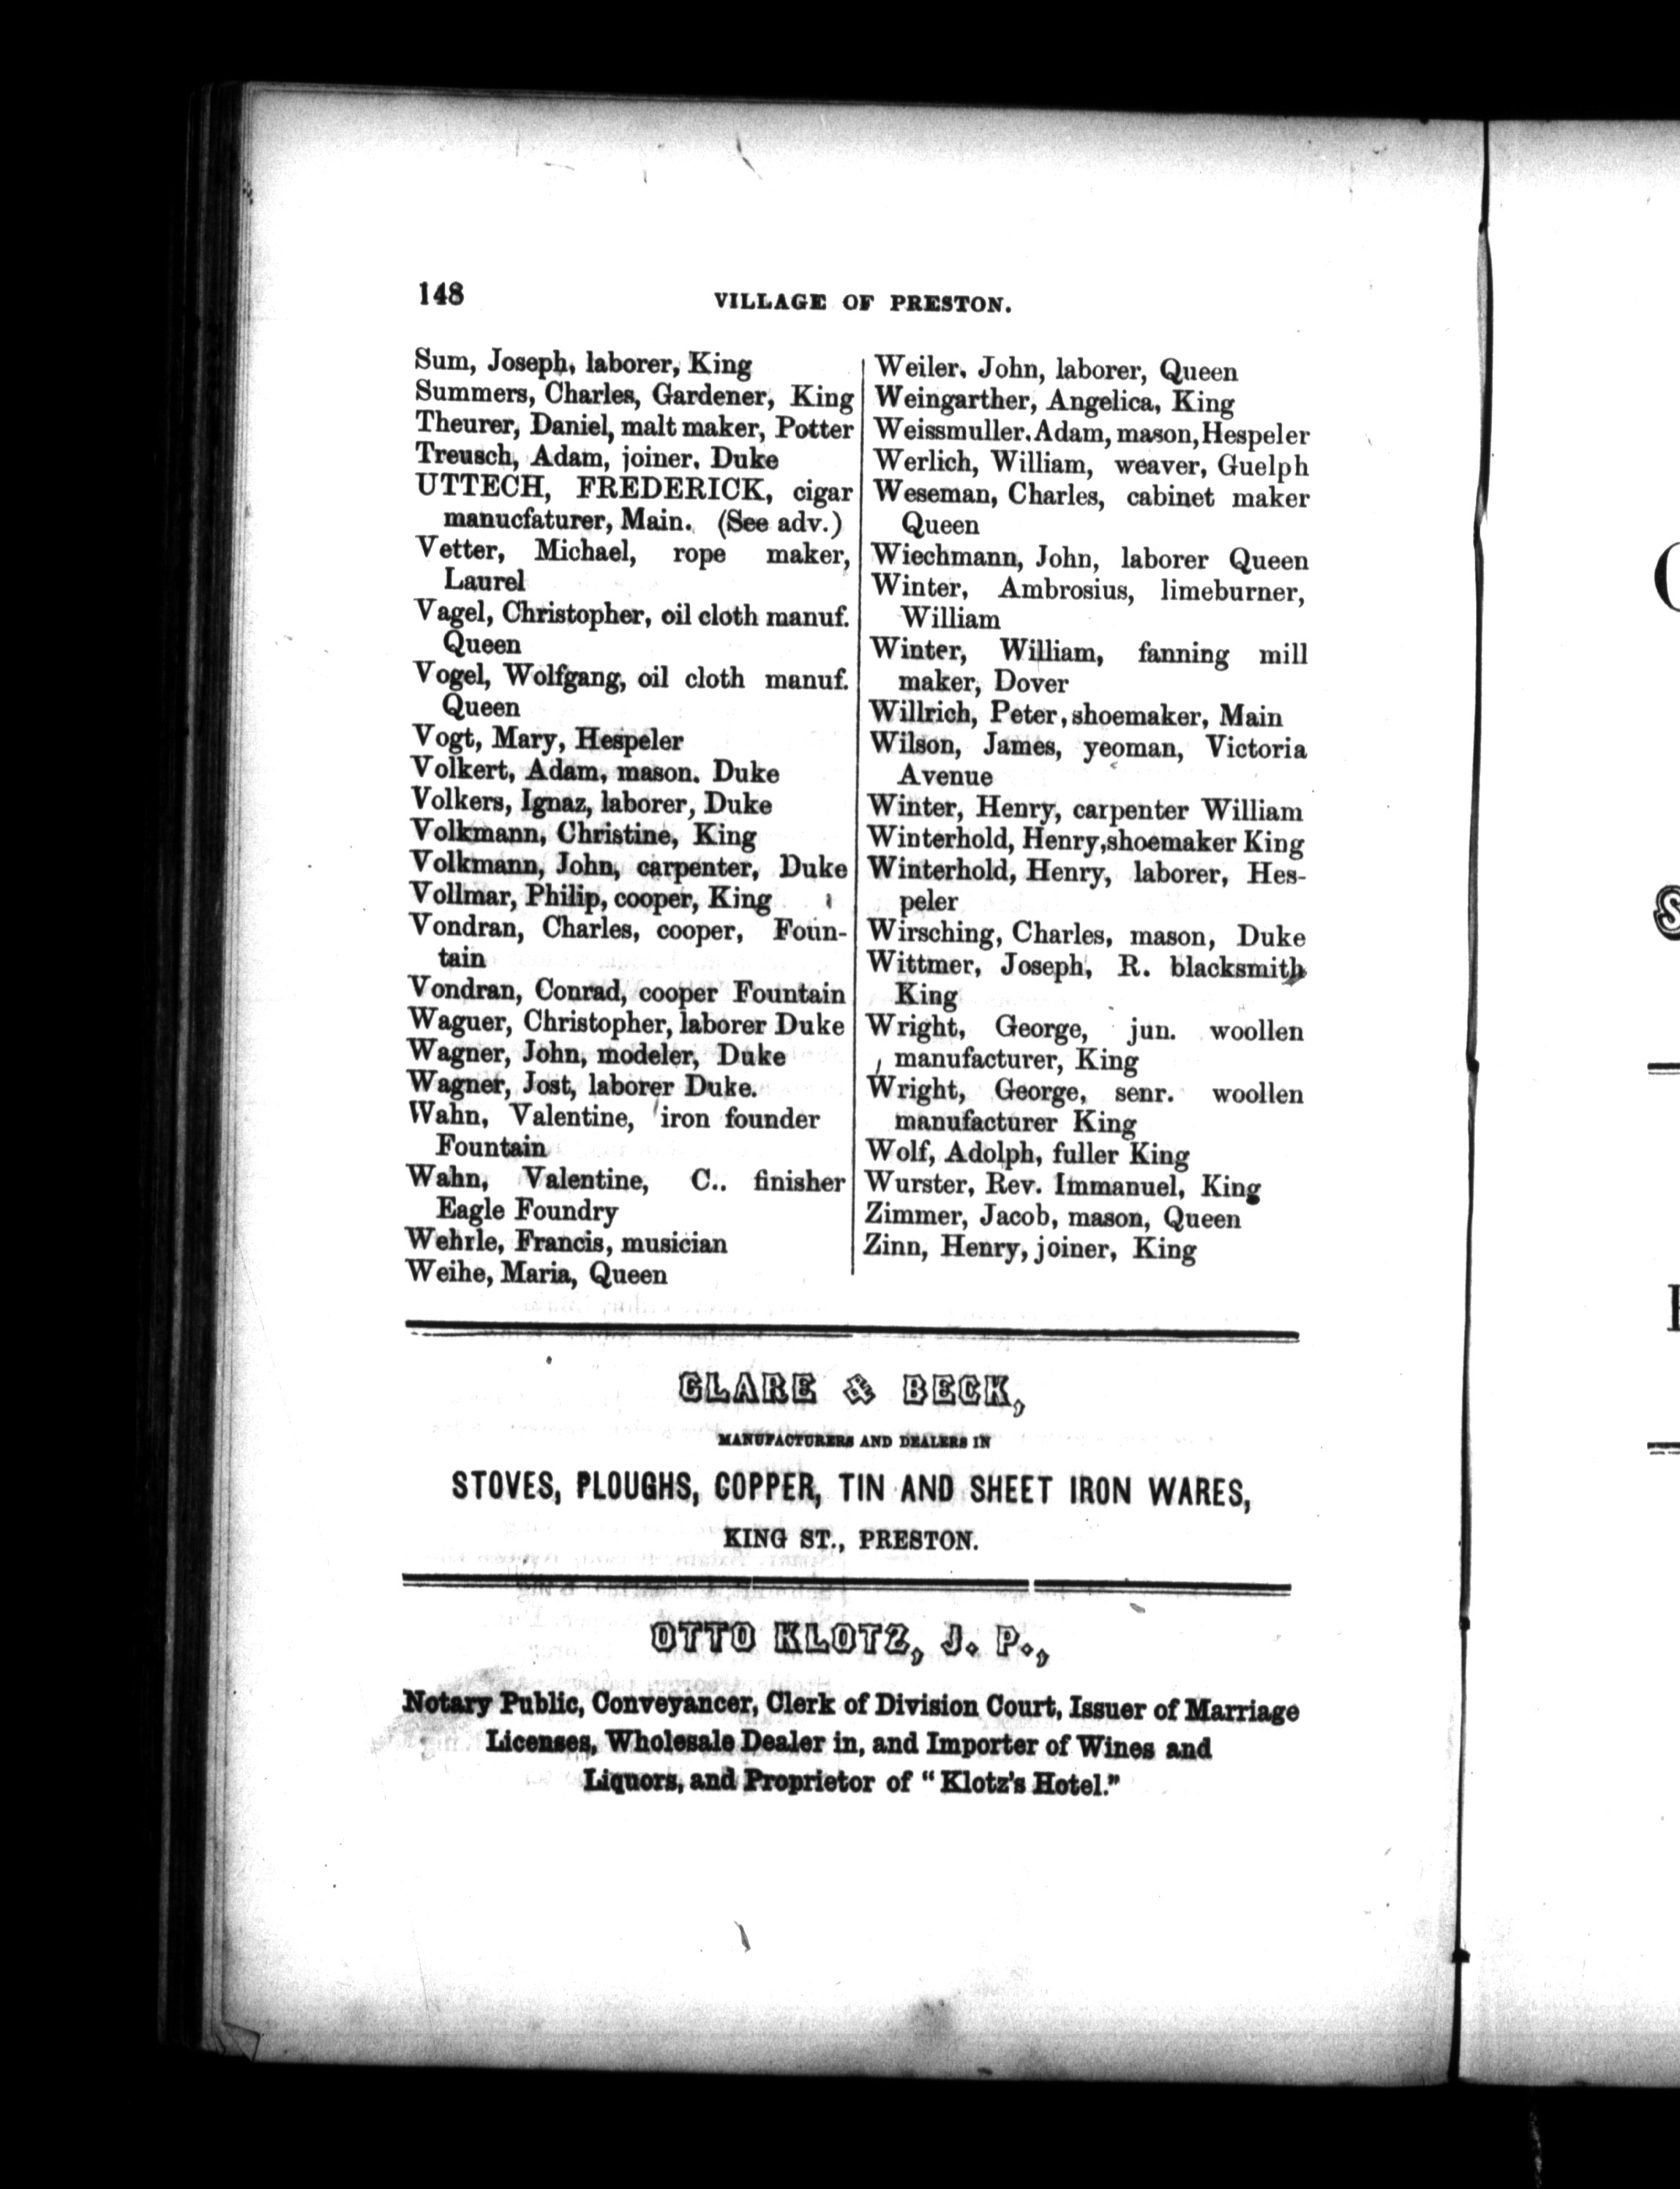 148
VILLAGE OF PRESTON.
Sum, Joseph, laborer, King
Summers, Charles, Gardener, King
Theurer, Daniel, malt maker, Potter
Treusch, Adam, joiner. Duke
UTTECH, FREDERICK, cigar
manucfaturer, Main. (See adv.)
Vetter, Michael, rope maker,
Laurel
Vagel, Christopher, oil cloth manuf.
Queen
Vogel, Wolfgang, oil cloth manuf.
Queen
Vogt, Mary, Hespeler
Volkert, Adam, mason. Duke
Volkers, Ignaz, laborer, Duke
Volkmann, Christine, King
Volkmann, John, carpenter, Duke
Vollmar, Philip, cooper, King
Vondran, Charles, cooper, Foun-
tain
Vondran, Conrad, cooper Fountain
Waguer, Christopher, laborer Duke
Wagner, John, modeler, Duke
Wagner, Jost, laborer Duke.
Wahn, Valentine, iron founder
Fountain
Wahn, Valentine, C.. finisher
Eagle Foundry
Wehrle, Francis, musician
Weihe, Maria, Queen
Weiler. John, laborer, Queen
Weingarther, Angelica, King
Weissmuller. Adam, mason, Hespeler
Werlich, William, weaver, Guelph
Weseman, Charles, cabinet maker
Queen
Wiechmann, John, laborer Queen
Winter, Ambrosius, limeburner,
William
Winter, William, fanning mill
maker, Dover
Willrich, Peter, shoemaker, Main
Wilson, James, yeoman, Victoria
Avenue
Winter, Henry, carpenter William
Winterhold, Henry, shoemaker King
Winterhold, Henry, laborer, Hes-
peler
Wirsching, Charles, mason, Duke
Wittmer, Joseph, R. blacksmith
King
Wright, George, jun. woollen
manufacturer, King
Wright, George, senr. woollen
manufacturer King
Wolf, Adolph, fuller King
Wurster, Rev. Immanuel, King
Zimmer, Jacob, mason, Queen
Zinn, Henry, joiner, King
CLARE & BECK,
MANUFACTURERS AND DEALERS IN
STOVES, PLOUGHS, COPPER, TIN AND SHEET IRON WARES,
KING ST., PRESTON.
OTTO KLOTZ, J. P.,
Notary Public, Conveyancer, Clerk of Division Court, Issuer of Marriage
Licenses, Wholesale Dealer in, and Importer of Wines and
Liquors, and Proprietor of "Klotz's Hotel."